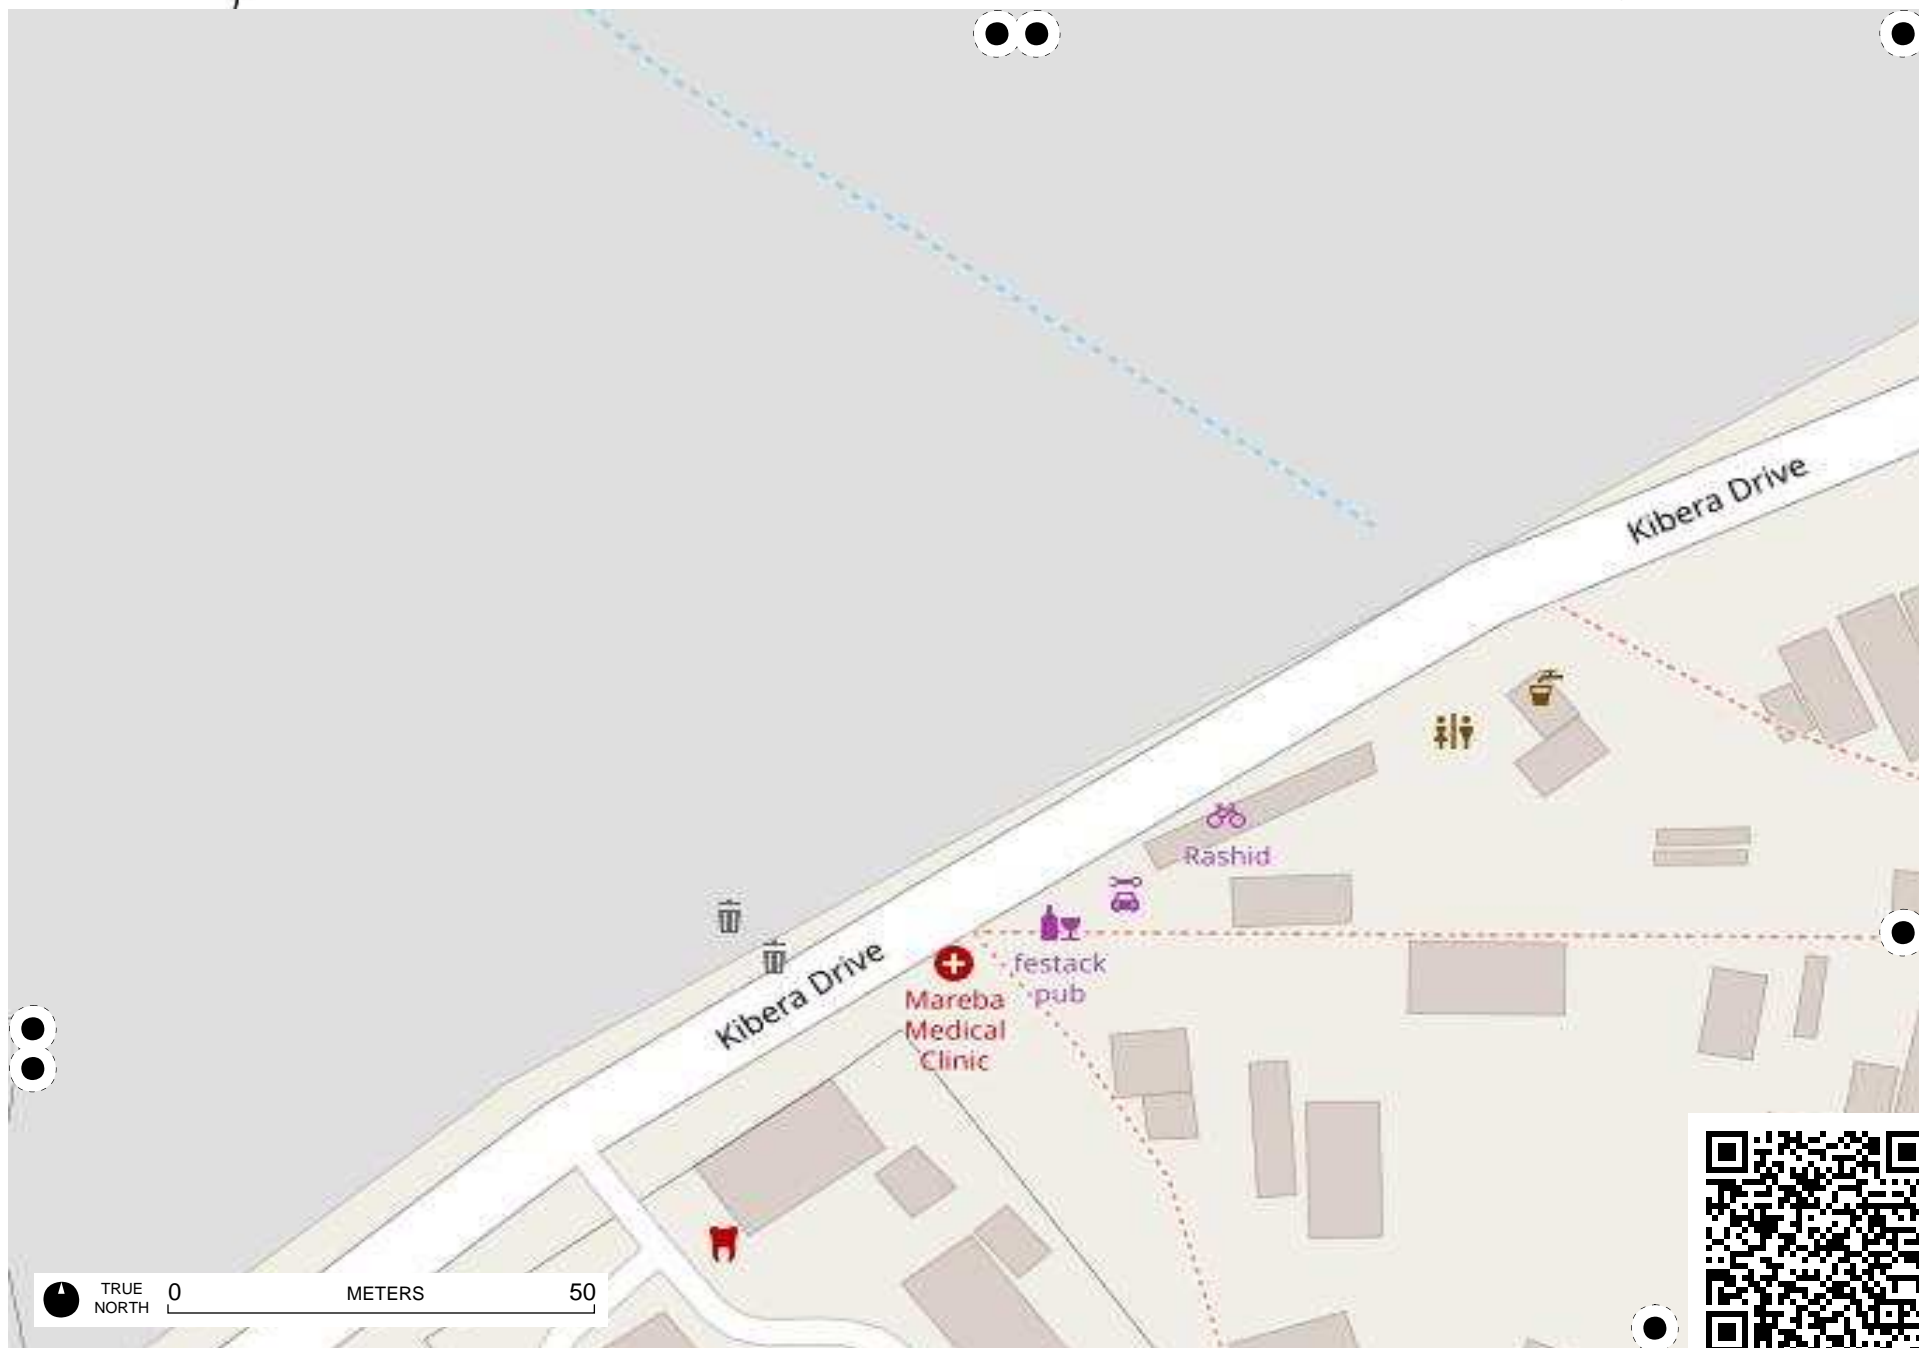 Kibera Drive
Rashid
festack
pub
Kibera Drive
Mareba
Medical
Clinic
TRUE
NORTH
0
METERS
50